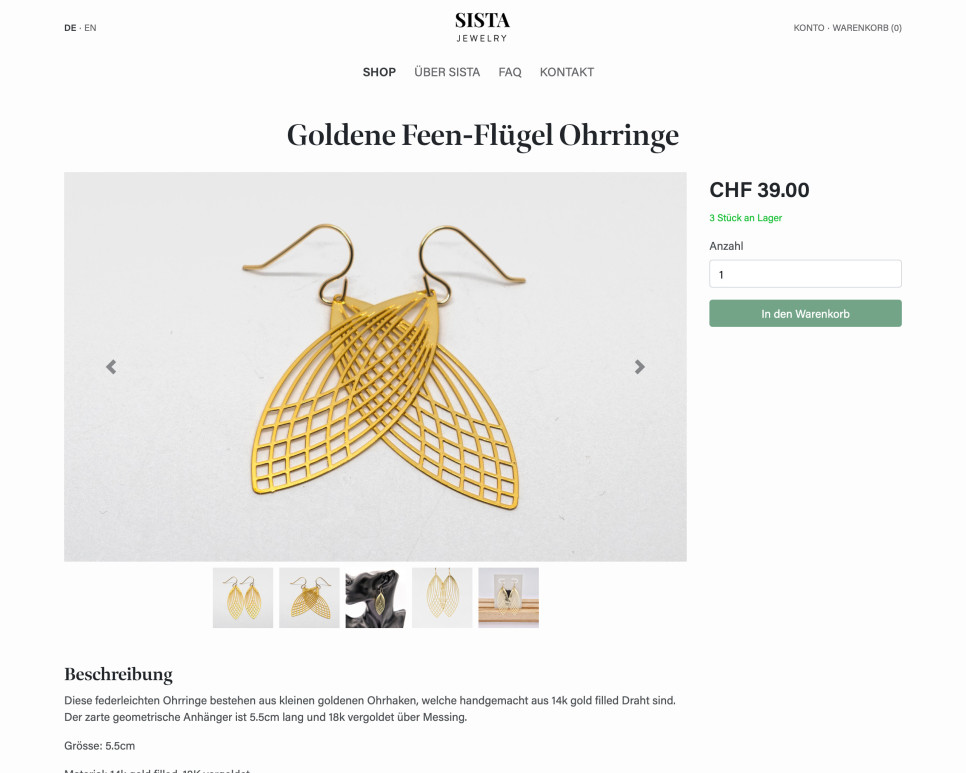 DE · EN
SISTA
JEWELRY
KONTO · WARENKORB (0)
SHOP ÜBER SISTA FAQ KONTAKT
Goldene Feen-Flügel Ohrringe
CHF 39.00
3 Stück an Lager
Anzahl
1
In den Warenkorb
Beschreibung
Diese federleichten Ohrringe bestehen aus kleinen goldenen Ohrhaken, welche handgemacht aus 14k gold filled Draht sind.
Der zarte geometrische Anhänger ist 5.5cm lang und 18k vergoldet über Messing.
Grösse: 5.5cm